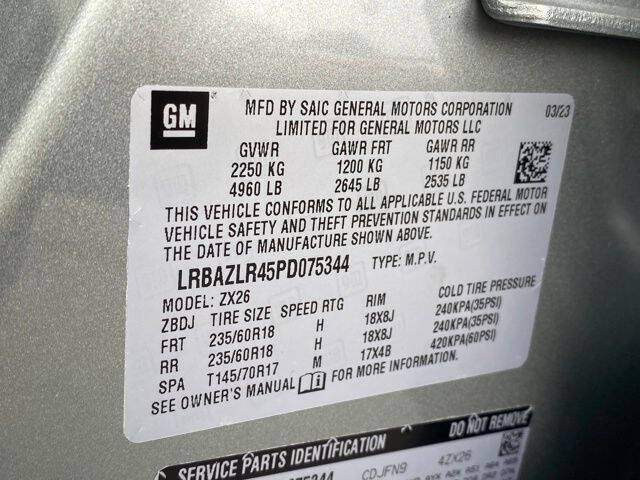 GM
MFD BY SAIC GENERAL MOTORS CORPORATION 03/23
LIMITED FOR GENERAL MOTORS LLC
GVWR GAWR FRT GAWR RR
2250 KG 1200 KG 1150 KG
4960 LB 2645 LB 2535 LB
THIS VEHICLE CONFORMS TO ALL APPLICABLE U.S. FEDERAL MOTOR
VEHICLE SAFETY AND THEFT PREVENTION STANDARDS IN EFFECT ON
THE DATE OF MANUFACTURE SHOWN ABOVE.
LRBAZLR45PD075344 TYPE: M.P.V.
MODEL: ZX26
ZBDJ TIRE SIZE SPEED RTG RIM COLD TIRE PRESSURE
FRT 235/60R18 H 18X8J 240KPA(35PSI)
RR 235/60R18 H 18X8J 240KPA(35PSI)
SPA T145/70R17 M 17X4B 420KPA(60PSI)
SEE OWNER'S MANUAL FOR MORE INFORMATION.
SERVICE PARTS IDENTIFICATION DO NOT REMOVE
075344 CDJFN9 4ZX26